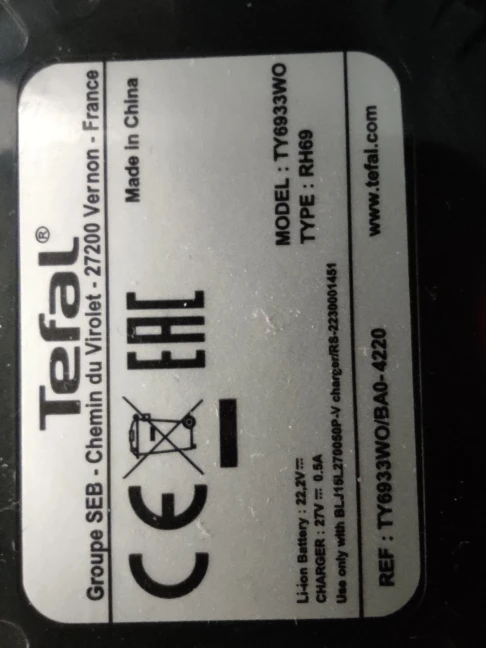 Tefal®
Groupe SEB - Chemin du Virolet - 27200 Vernon - France
Made in China
CE EAC
MODEL : TY6933WO
TYPE : RH69
Li-ion Battery : 22,2V⎓
CHARGER : 27V⎓ 0.5A
Use only with BLJ15L270050P-V charger/RS-2230001451
REF : TY6933WO/BA0-4220
www.tefal.com